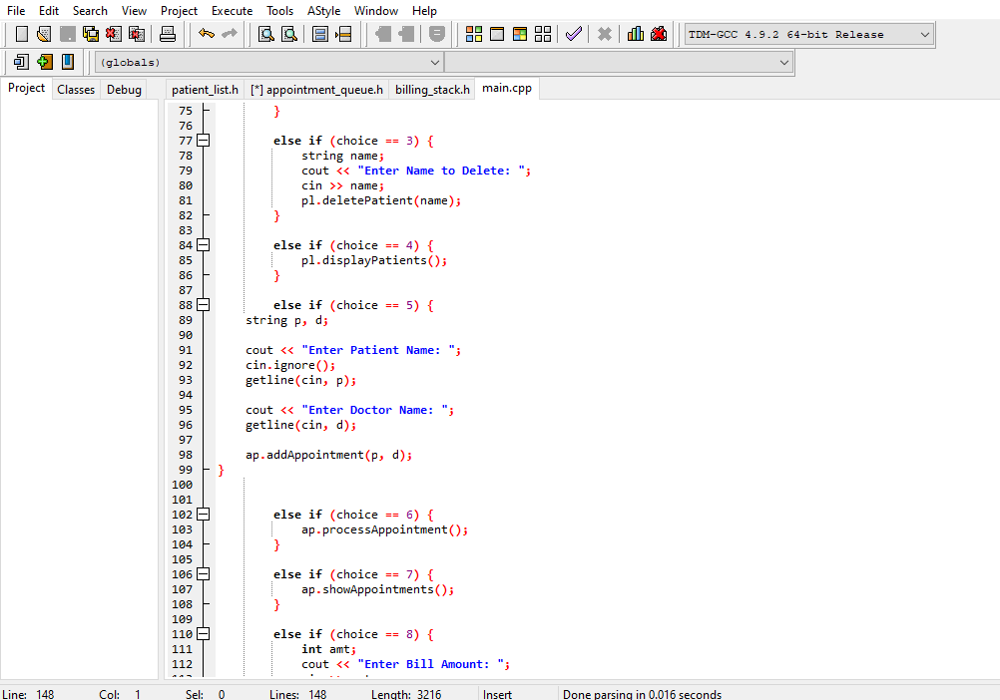 File Edit Search View Project Execute Tools AStyle Window Help
TDM-GCC 4.9.2 64-bit Release
(globals)
Project Classes Debug
patient_list.h [*] appointment_queue.h billing_stack.h main.cpp
75 }
76
77 else if (choice == 3) {
78 string name;
79 cout << "Enter Name to Delete: ";
80 cin >> name;
81 pl.deletePatient(name);
82 }
83
84 else if (choice == 4) {
85 pl.displayPatients();
86 }
87
88 else if (choice == 5) {
89 string p, d;
90
91 cout << "Enter Patient Name: ";
92 cin.ignore();
93 getline(cin, p);
94
95 cout << "Enter Doctor Name: ";
96 getline(cin, d);
97
98 ap.addAppointment(p, d);
99 }
100
101
102 else if (choice == 6) {
103 ap.processAppointment();
104 }
105
106 else if (choice == 7) {
107 ap.showAppointments();
108 }
109
110 else if (choice == 8) {
111 int amt;
112 cout << "Enter Bill Amount: ";
Line: 148 Col: 1 Sel: 0 Lines: 148 Length: 3216 Insert Done parsing in 0.016 seconds